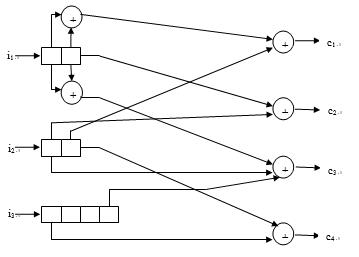 +
+
i1
+
c1
i2
+
c2
+
c3
i3
+
c4